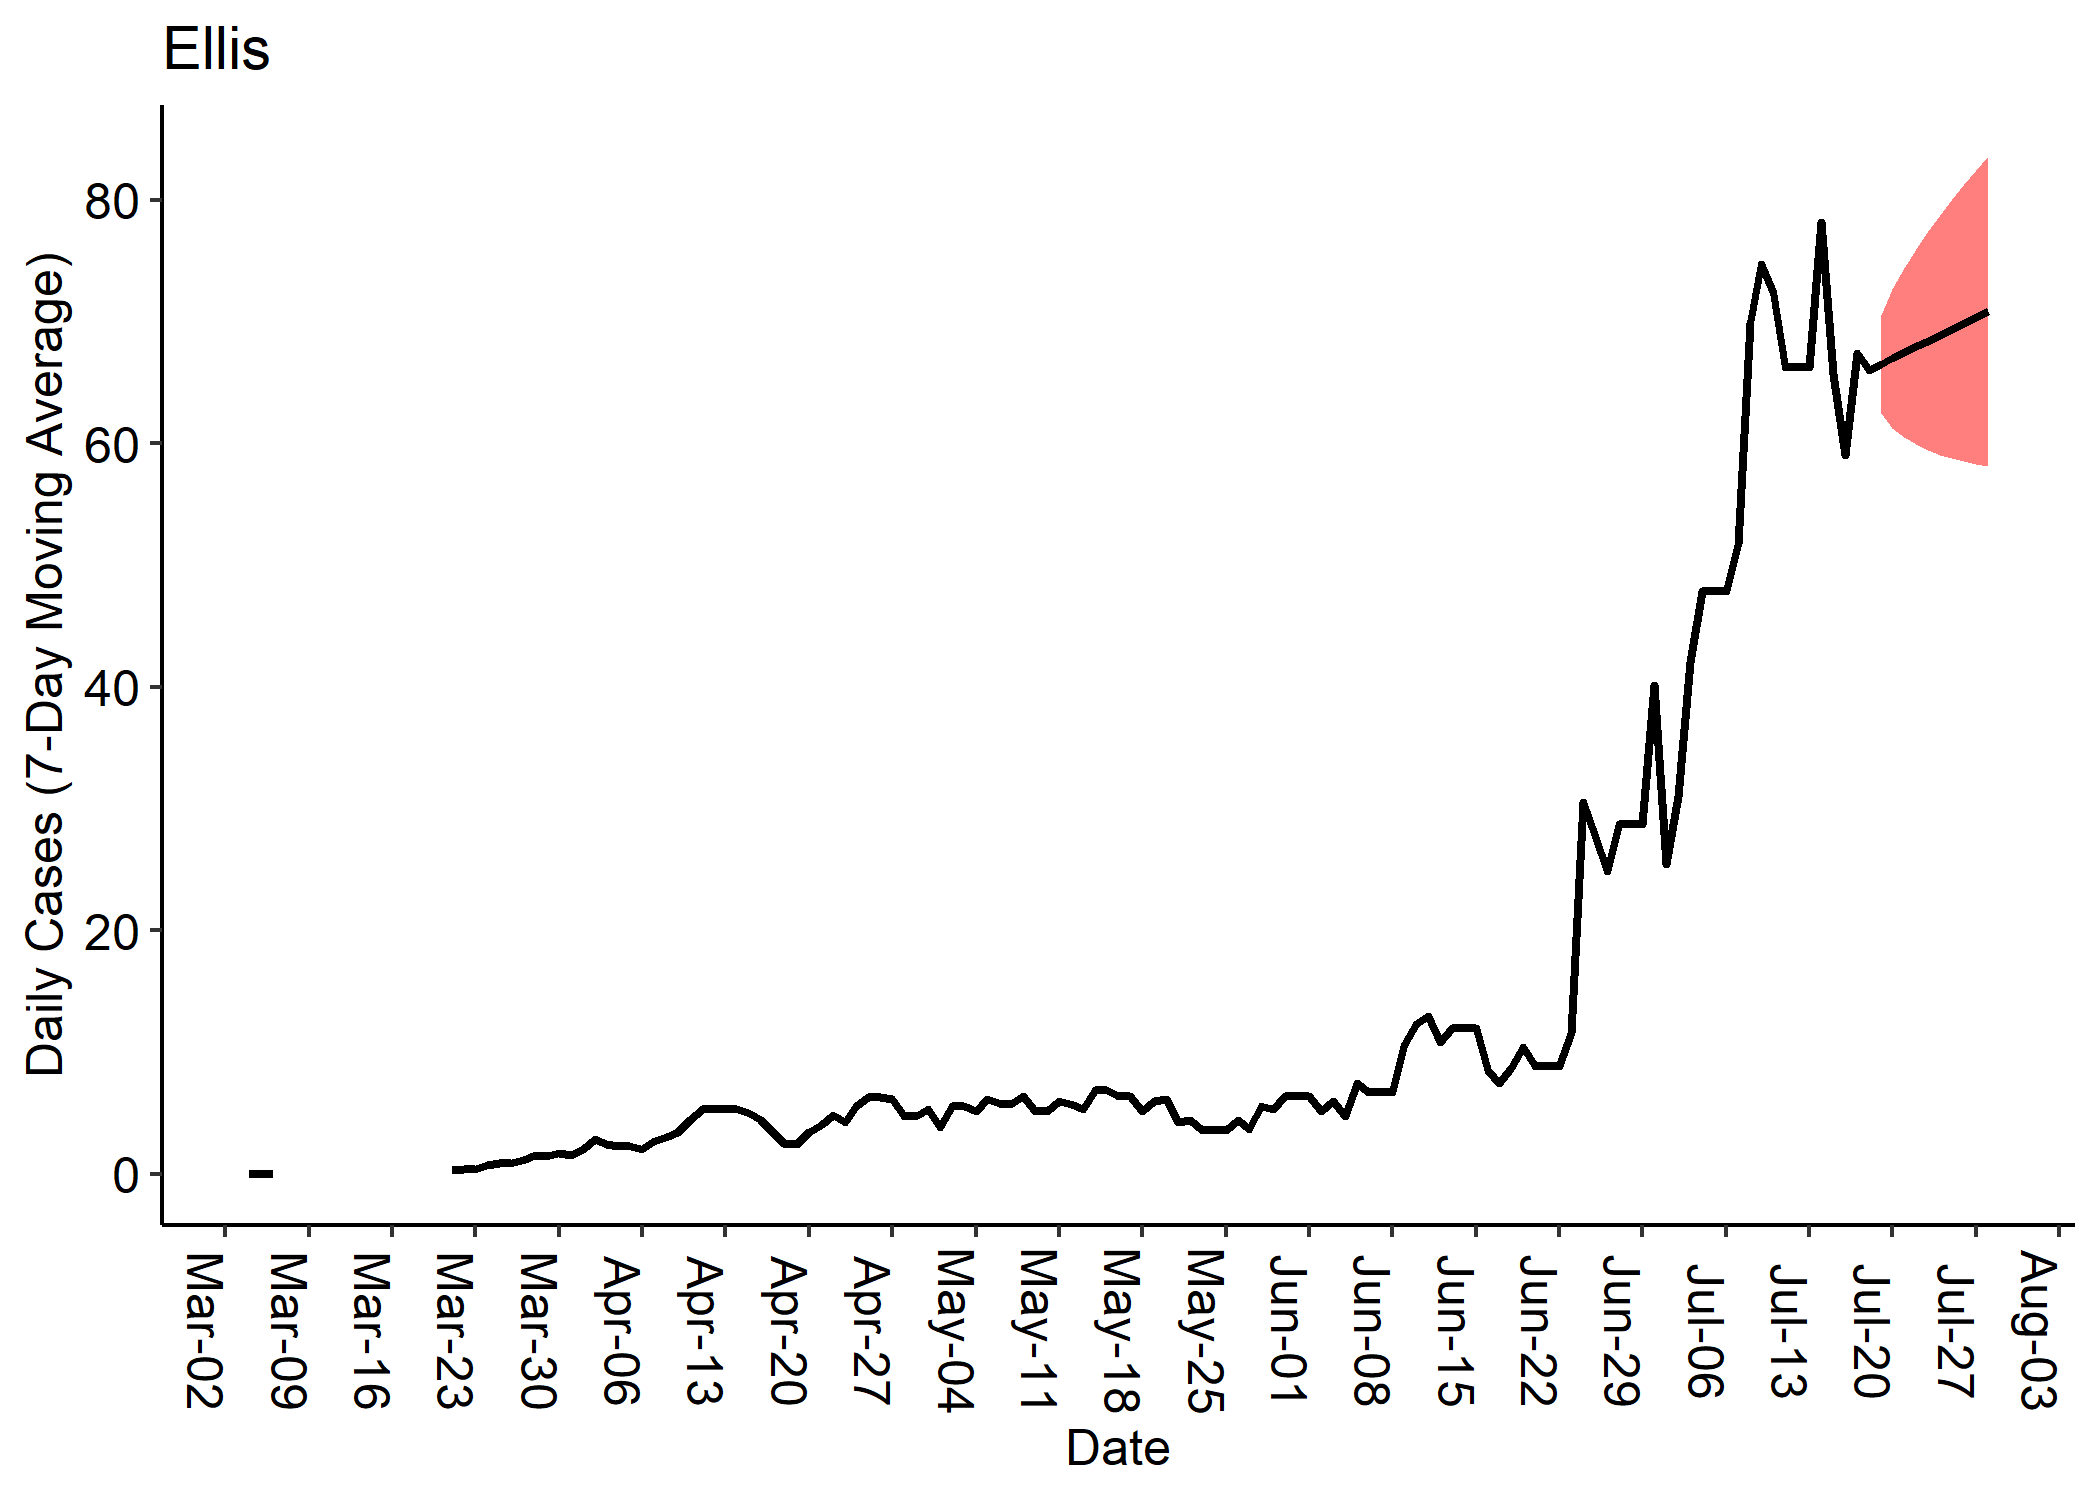 Ellis
Daily Cases (7-Day Moving Average)
80
60
40
20
0
Mar-02
Mar-09
Mar-16
Mar-23
Mar-30
Apr-06
Apr-13
Apr-20
Apr-27
May-04
May-11
May-18
May-25
Jun-01
Jun-08
Jun-15
Jun-22
Jun-29
Jul-06
Jul-13
Jul-20
Jul-27
Aug-03
Date